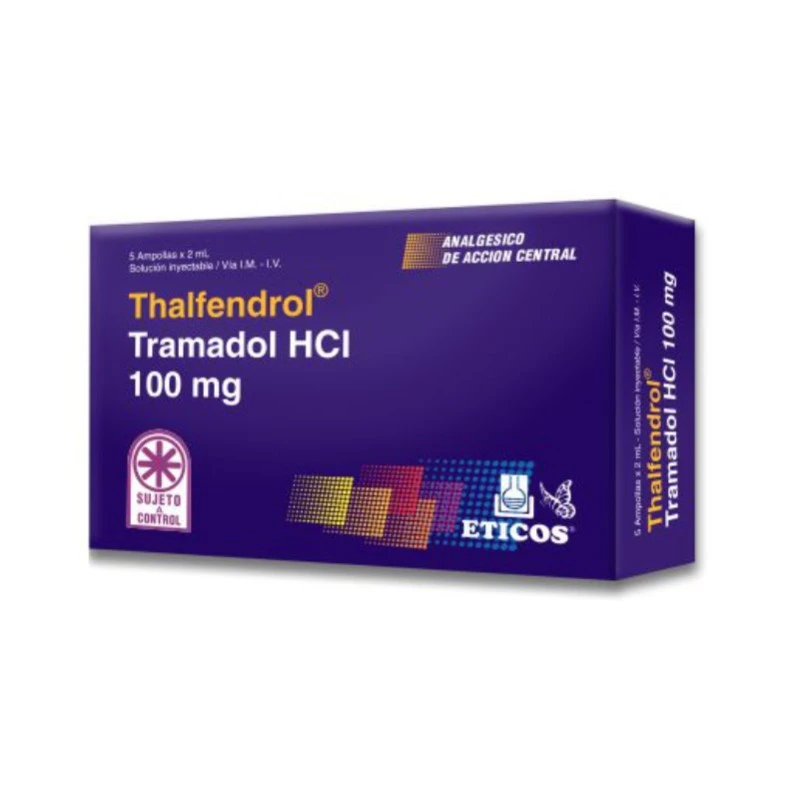 5 Ampollas x 2 mL
Solución inyectable / Vía I.M. - I.V.
ANALGESICO
DE ACCION CENTRAL
Thalfendrol®
Tramadol HCl
100 mg
SUJETO
A
CONTROL
ETICOS®
5 Ampollas x 2 mL - Solución inyectable / Vía I.M. - I.V.
Thalfendrol®
Tramadol HCl 100 mg